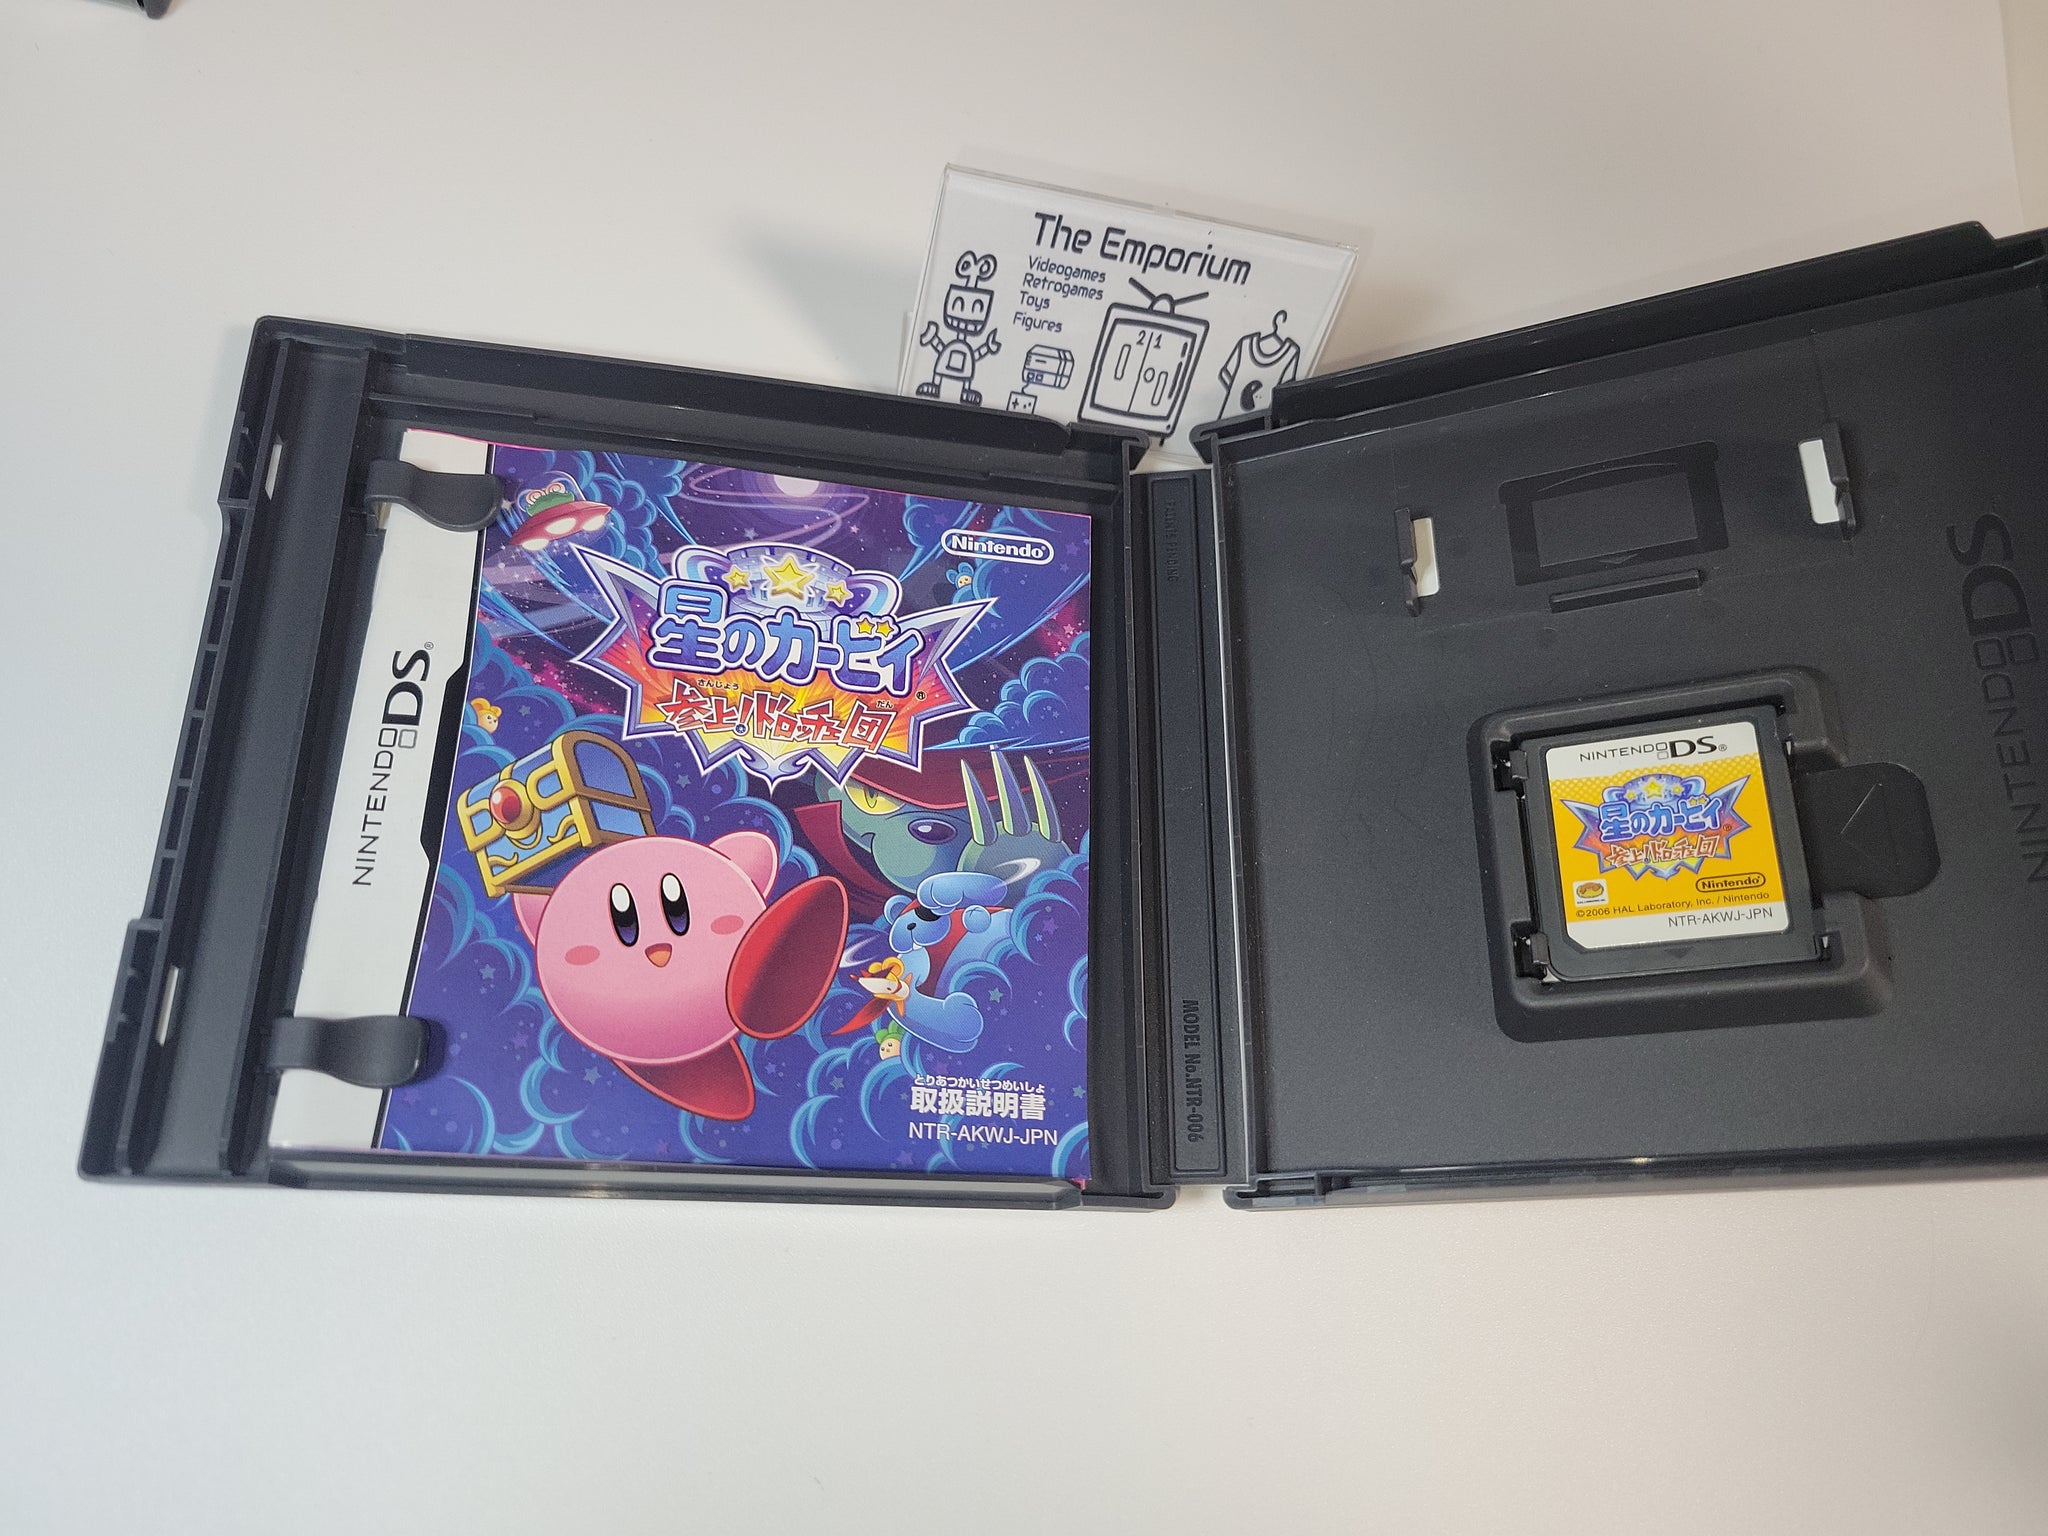 The Emporium
Videogames
Retrogames
Toys
Figures
2 1
NINTENDO DS®
Nintendo®
星のカービィ®
さんじょう だん
参上!ドロッチェ団
とりあつかいせつめいしょ
取扱説明書
NTR-AKWJ-JPN
PATENTS PENDING
MODEL No.NTR-006
NINTENDO DS
NINTENDO DS®
星のカービィ®
参上!ドロッチェ団
Nintendo®
©2006 HAL Laboratory, Inc. / Nintendo
NTR-AKWJ-JPN